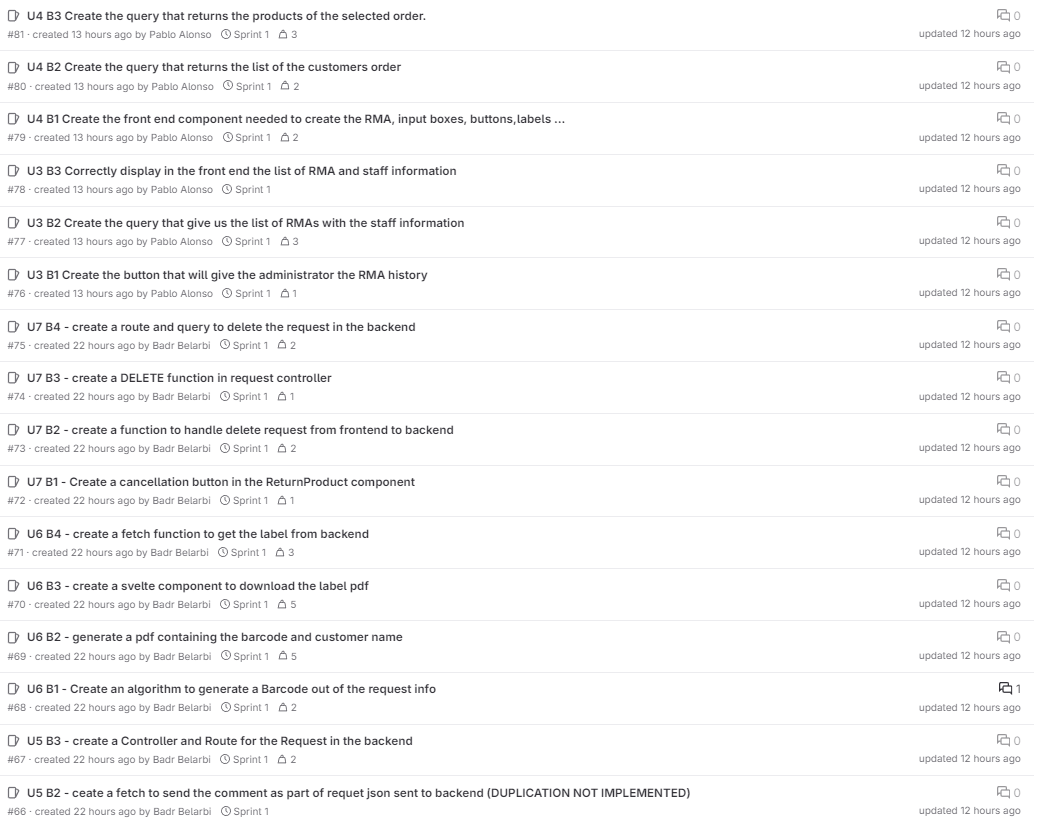 U4 B3 Create the query that returns the products of the selected order.
0
#81 · created 13 hours ago by Pablo Alonso Sprint 1 3
updated 12 hours ago
U4 B2 Create the query that returns the list of the customers order
0
#80 · created 13 hours ago by Pablo Alonso Sprint 1 2
updated 12 hours ago
U4 B1 Create the front end component needed to create the RMA, input boxes, buttons,labels ...
0
#79 · created 13 hours ago by Pablo Alonso Sprint 1 2
updated 12 hours ago
U3 B3 Correctly display in the front end the list of RMA and staff information
0
#78 · created 13 hours ago by Pablo Alonso Sprint 1
updated 12 hours ago
U3 B2 Create the query that give us the list of RMAs with the staff information
0
#77 · created 13 hours ago by Pablo Alonso Sprint 1 3
updated 12 hours ago
U3 B1 Create the button that will give the administrator the RMA history
0
#76 · created 13 hours ago by Pablo Alonso Sprint 1 1
updated 12 hours ago
U7 B4 - create a route and query to delete the request in the backend
0
#75 · created 22 hours ago by Badr Belarbi Sprint 1 2
updated 12 hours ago
U7 B3 - create a DELETE function in request controller
0
#74 · created 22 hours ago by Badr Belarbi Sprint 1 1
updated 12 hours ago
U7 B2 - create a function to handle delete request from frontend to backend
0
#73 · created 22 hours ago by Badr Belarbi Sprint 1 2
updated 12 hours ago
U7 B1 - Create a cancellation button in the ReturnProduct component
0
#72 · created 22 hours ago by Badr Belarbi Sprint 1 1
updated 12 hours ago
U6 B4 - create a fetch function to get the label from backend
0
#71 · created 22 hours ago by Badr Belarbi Sprint 1 3
updated 12 hours ago
U6 B3 - create a svelte component to download the label pdf
0
#70 · created 22 hours ago by Badr Belarbi Sprint 1 5
updated 12 hours ago
U6 B2 - generate a pdf containing the barcode and customer name
0
#69 · created 22 hours ago by Badr Belarbi Sprint 1 5
updated 12 hours ago
U6 B1 - Create an algorithm to generate a Barcode out of the request info
1
#68 · created 22 hours ago by Badr Belarbi Sprint 1 2
updated 12 hours ago
U5 B3 - create a Controller and Route for the Request in the backend
0
#67 · created 22 hours ago by Badr Belarbi Sprint 1 2
updated 12 hours ago
U5 B2 - ceate a fetch to send the comment as part of requet json sent to backend (DUPLICATION NOT IMPLEMENTED)
0
#66 · created 22 hours ago by Badr Belarbi Sprint 1
updated 12 hours ago